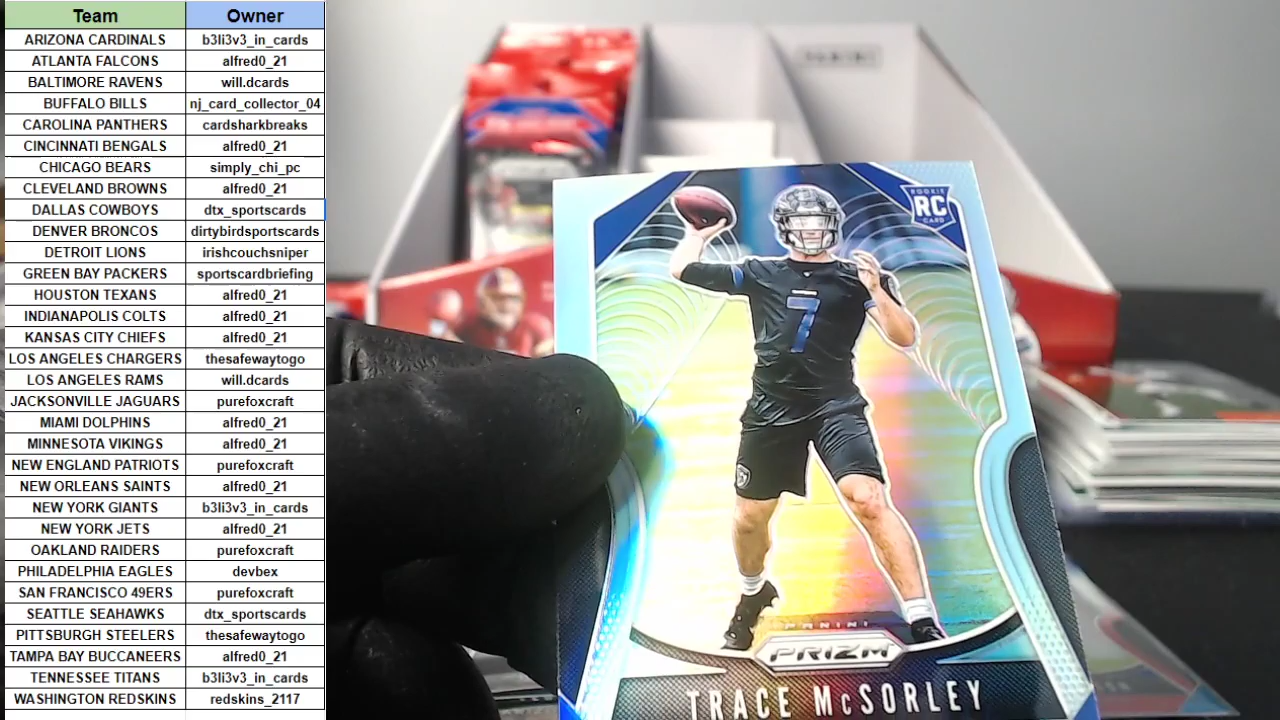 Team Owner
ARIZONA CARDINALS b3li3v3_in_cards
ATLANTA FALCONS alfred0_21
BALTIMORE RAVENS will.dcards
BUFFALO BILLS nj_card_collector_04
CAROLINA PANTHERS cardsharkbreaks
CINCINNATI BENGALS alfred0_21
CHICAGO BEARS simply_chi_pc
CLEVELAND BROWNS alfred0_21
DALLAS COWBOYS dtx_sportscards
DENVER BRONCOS dirtybirdsportscards
DETROIT LIONS irishcouchsniper
GREEN BAY PACKERS sportscardbriefing
HOUSTON TEXANS alfred0_21
INDIANAPOLIS COLTS alfred0_21
KANSAS CITY CHIEFS alfred0_21
LOS ANGELES CHARGERS thesafewaytogo
LOS ANGELES RAMS will.dcards
JACKSONVILLE JAGUARS purefoxcraft
MIAMI DOLPHINS alfred0_21
MINNESOTA VIKINGS alfred0_21
NEW ENGLAND PATRIOTS purefoxcraft
NEW ORLEANS SAINTS alfred0_21
NEW YORK GIANTS b3li3v3_in_cards
NEW YORK JETS alfred0_21
OAKLAND RAIDERS purefoxcraft
PHILADELPHIA EAGLES devbex
SAN FRANCISCO 49ERS purefoxcraft
SEATTLE SEAHAWKS dtx_sportscards
PITTSBURGH STEELERS thesafewaytogo
TAMPA BAY BUCCANEERS alfred0_21
TENNESSEE TITANS b3li3v3_in_cards
WASHINGTON REDSKINS redskins_2117
PANINI
ROOKIE
RC
CARD
7
PANINI
PRIZM
TRACE McSORLEY